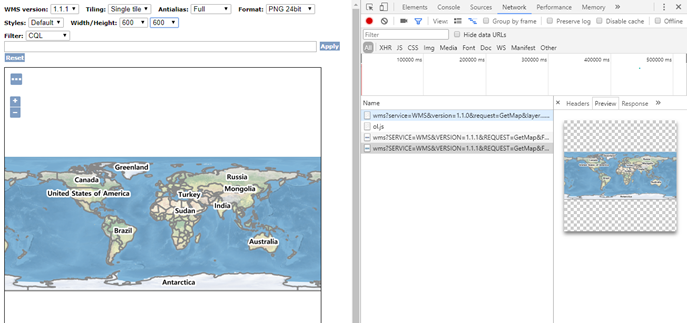 WMS version: 1.1.1 Tiling: Single tile Antialias: Full Format: PNG 24bit
Styles: Default Width/Height: 600 600
Filter: CQL
Apply
Reset
+
−
Greenland
Canada
Russia
United States of America
Mongolia
Turkey
India
Sudan
Brazil
Australia
Antarctica
Elements Console Sources Network Performance Memory
View: Group by frame Preserve log Disable cache Offline
Filter Hide data URLs
All XHR JS CSS Img Media Font Doc WS Manifest Other
100000 ms 200000 ms 300000 ms 400000 ms 500000 ms
Name
wms?service=WMS&version=1.1.0&request=GetMap&layer......
ol.js
wms?SERVICE=WMS&VERSION=1.1.1&REQUEST=GetMap&F...
wms?SERVICE=WMS&VERSION=1.1.1&REQUEST=GetMap&F...
× Headers Preview Response